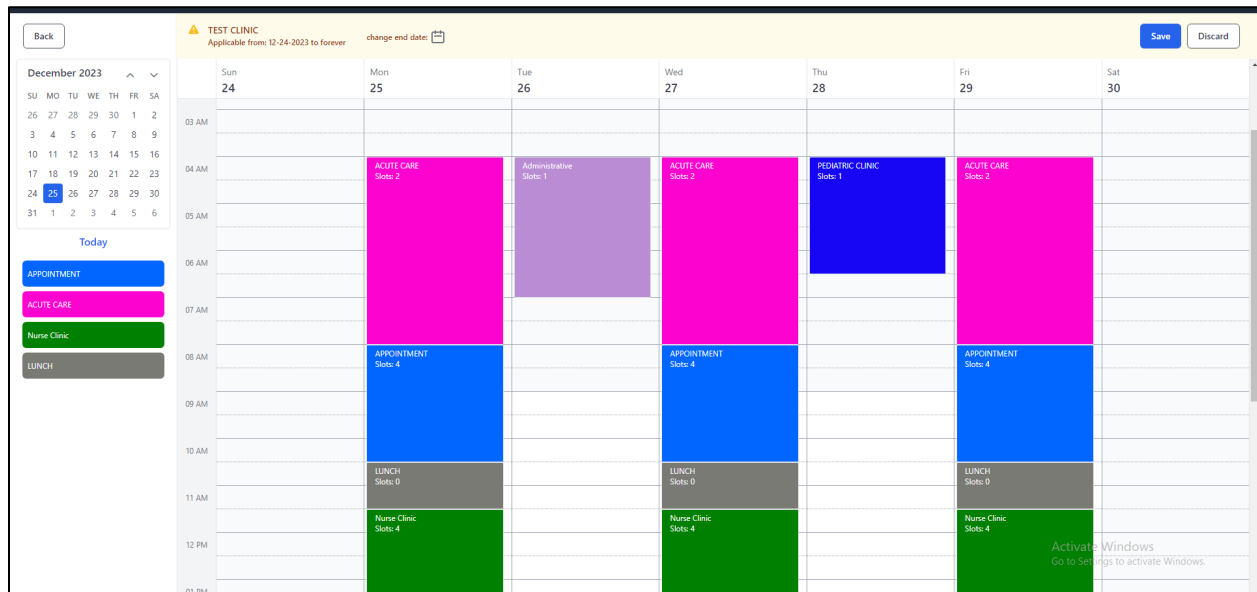 Back
TEST CLINIC
Applicable from: 12-24-2023 to forever
change end date:
Save
Discard
December 2023
SU MO TU WE TH FR SA
26 27 28 29 30 1 2
3 4 5 6 7 8 9
10 11 12 13 14 15 16
17 18 19 20 21 22 23
24 25 26 27 28 29 30
31 1 2 3 4 5 6
Today
APPOINTMENT
ACUTE CARE
Nurse Clinic
LUNCH
Sun Mon Tue Wed Thu Fri Sat
24 25 26 27 28 29 30
03 AM
04 AM
05 AM
06 AM
07 AM
08 AM
09 AM
10 AM
11 AM
12 PM
01 PM
ACUTE CARE
Slots: 2
APPOINTMENT
Slots: 4
LUNCH
Slots: 0
Nurse Clinic
Slots: 4
Administrative
Slots: 1
ACUTE CARE
Slots: 2
APPOINTMENT
Slots: 4
LUNCH
Slots: 0
Nurse Clinic
Slots: 4
PEDIATRIC CLINIC
Slots: 1
ACUTE CARE
Slots: 2
APPOINTMENT
Slots: 4
LUNCH
Slots: 0
Nurse Clinic
Slots: 4
Activate Windows
Go to Settings to activate Windows.